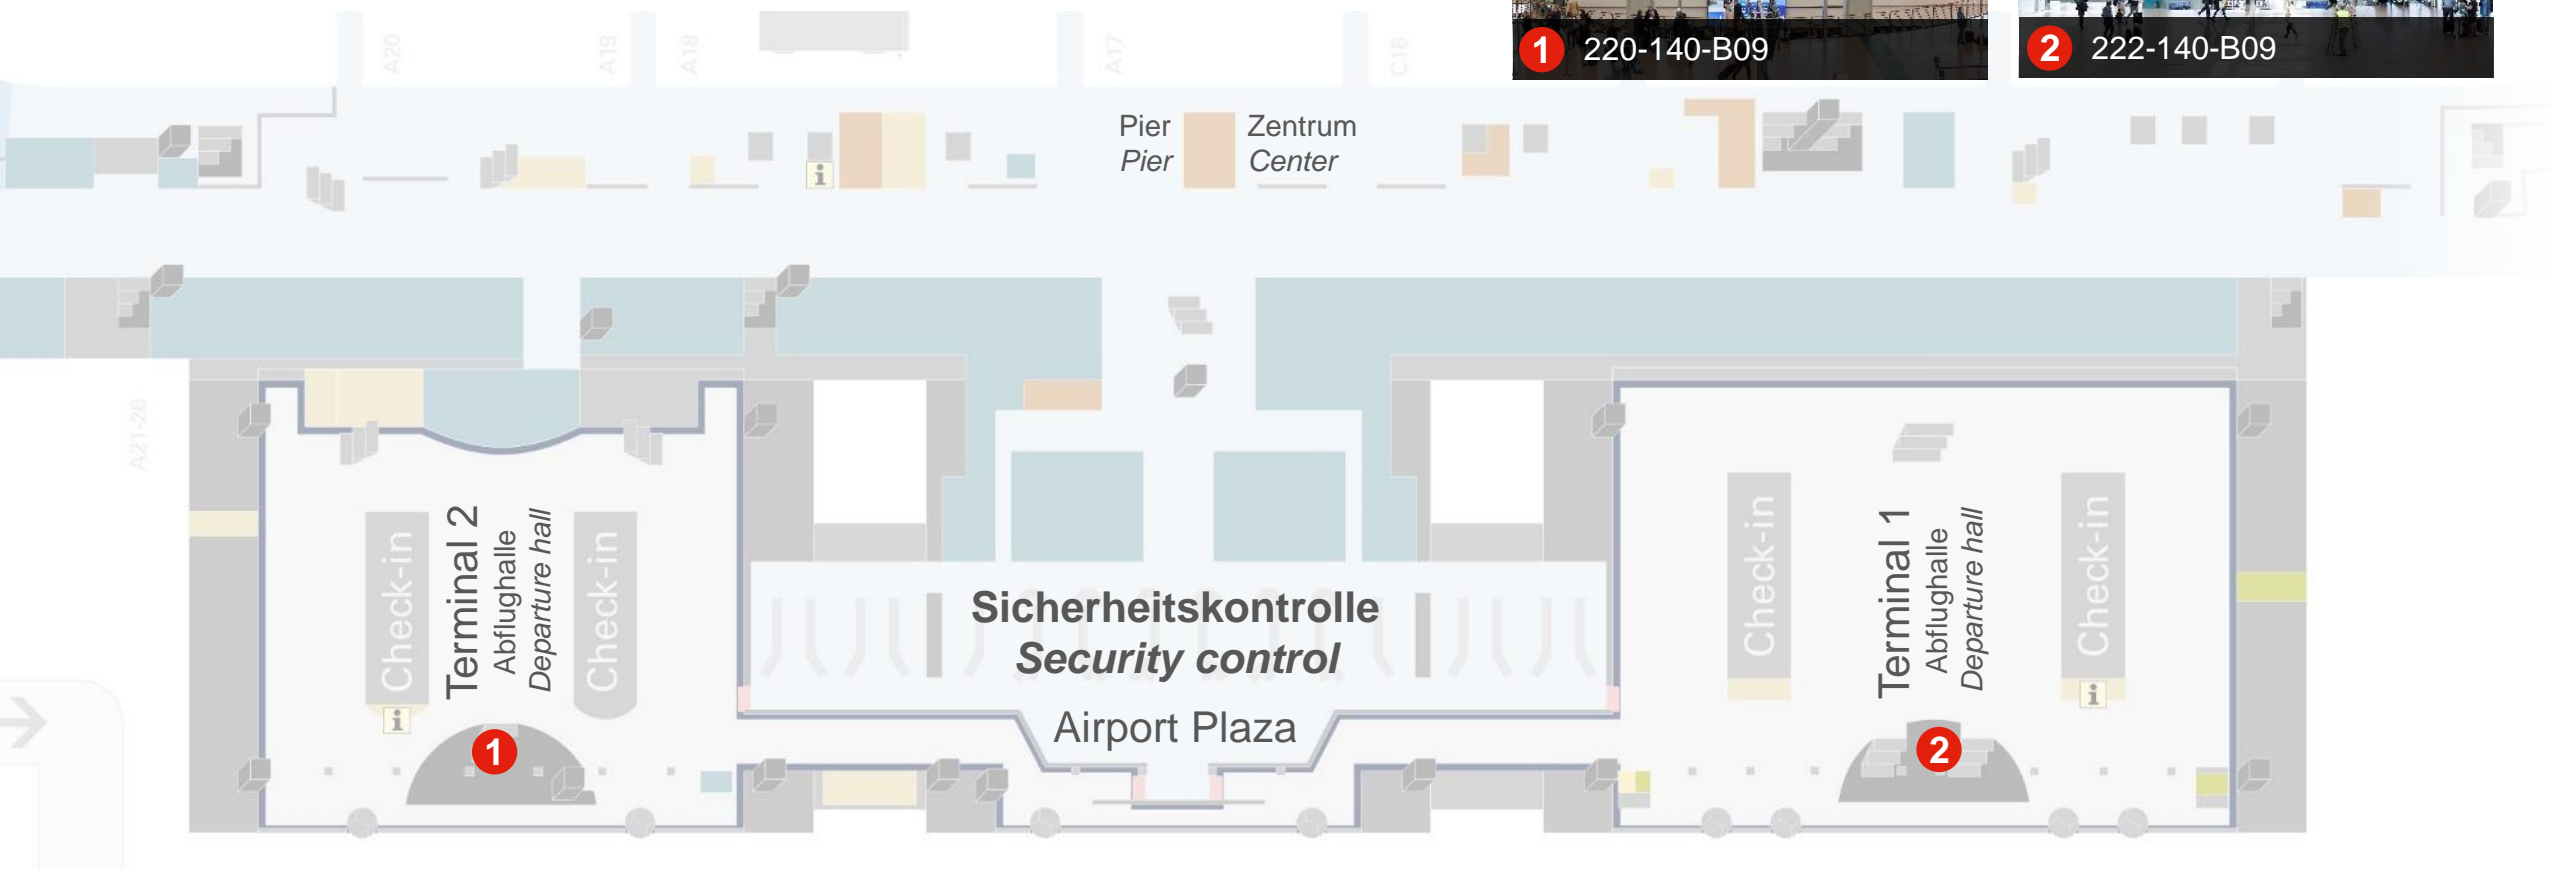 1 220-140-B09
2 222-140-B09
A20
A19
A18
A17
C16
Pier Zentrum
Pier Center
i
A21-26
Check-in
Terminal 2
Abflughalle
Departure hall
Check-in
i
1
Sicherheitskontrolle
Security control
Airport Plaza
Check-in
Terminal 1
Abflughalle
Departure hall
Check-in
i
2